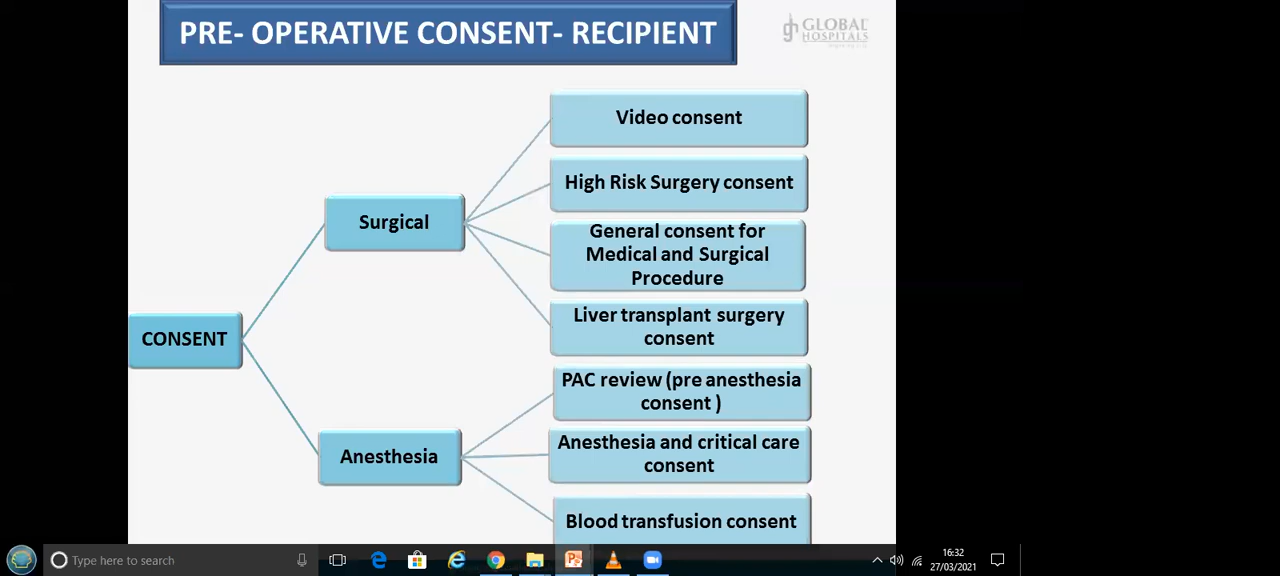 PRE- OPERATIVE CONSENT- RECIPIENT
GLOBAL
HOSPITALS
Video consent
High Risk Surgery consent
Surgical
General consent for
Medical and Surgical
Procedure
Liver transplant surgery
consent
CONSENT
PAC review (pre anesthesia
consent )
Anesthesia and critical care
consent
Anesthesia
Blood transfusion consent
Type here to search
16:32
27/03/2021